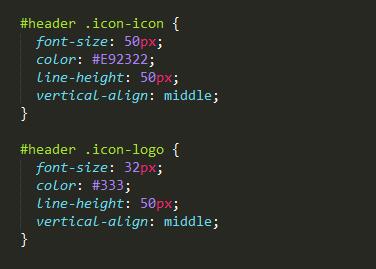 #header .icon-icon {
  font-size: 50px;
  color: #E92322;
  line-height: 50px;
  vertical-align: middle;
}

#header .icon-logo {
  font-size: 32px;
  color: #333;
  line-height: 50px;
  vertical-align: middle;
}